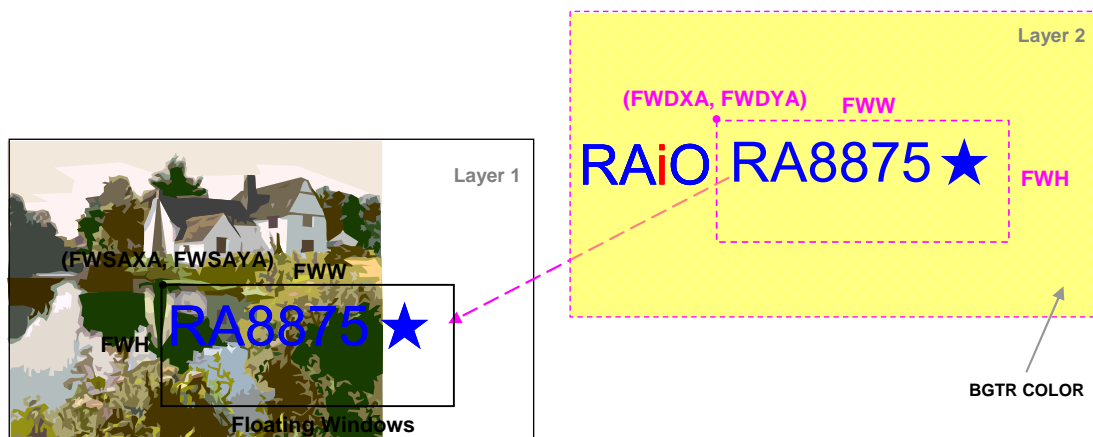 Layer 2
(FWDXA, FWDYA)
FWW
RAiO RA8875★
FWH
BGTR COLOR
Layer 1
(FWSAXA, FWSAYA)
FWW
RA8875★
FWH
Floating Windows